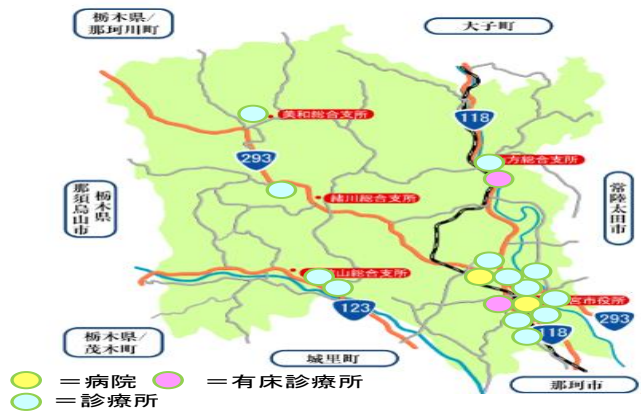 栃木県/
那珂川町
大子町
118
美和総合支所
293
方総合支所
栃木県
那須烏山市
常陸太田市
緒川総合支所
山総合支所
宮市役所
123
118
293
栃木県/
茂木町
城里町
那珂市
＝病院 ＝有床診療所
＝診療所